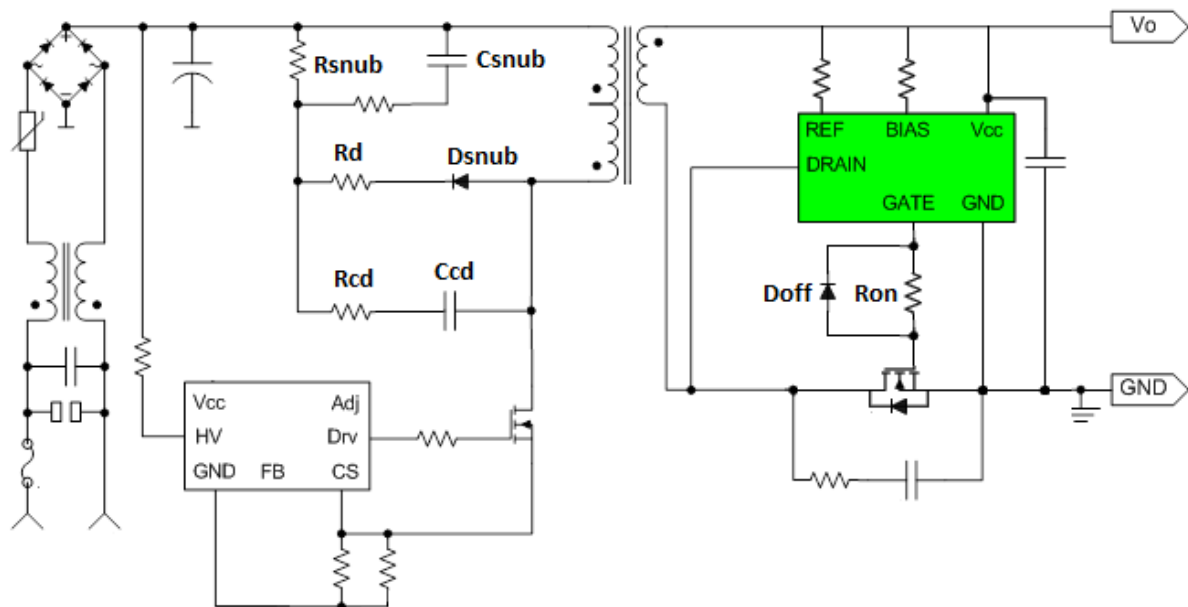 Vo
Rsnub
Csnub
REF BIAS Vcc
DRAIN
GATE GND
Rd
Dsnub
Rcd
Ccd
Doff
Ron
Vcc Adj
HV Drv
GND FB CS
GND
+
~ ~
−